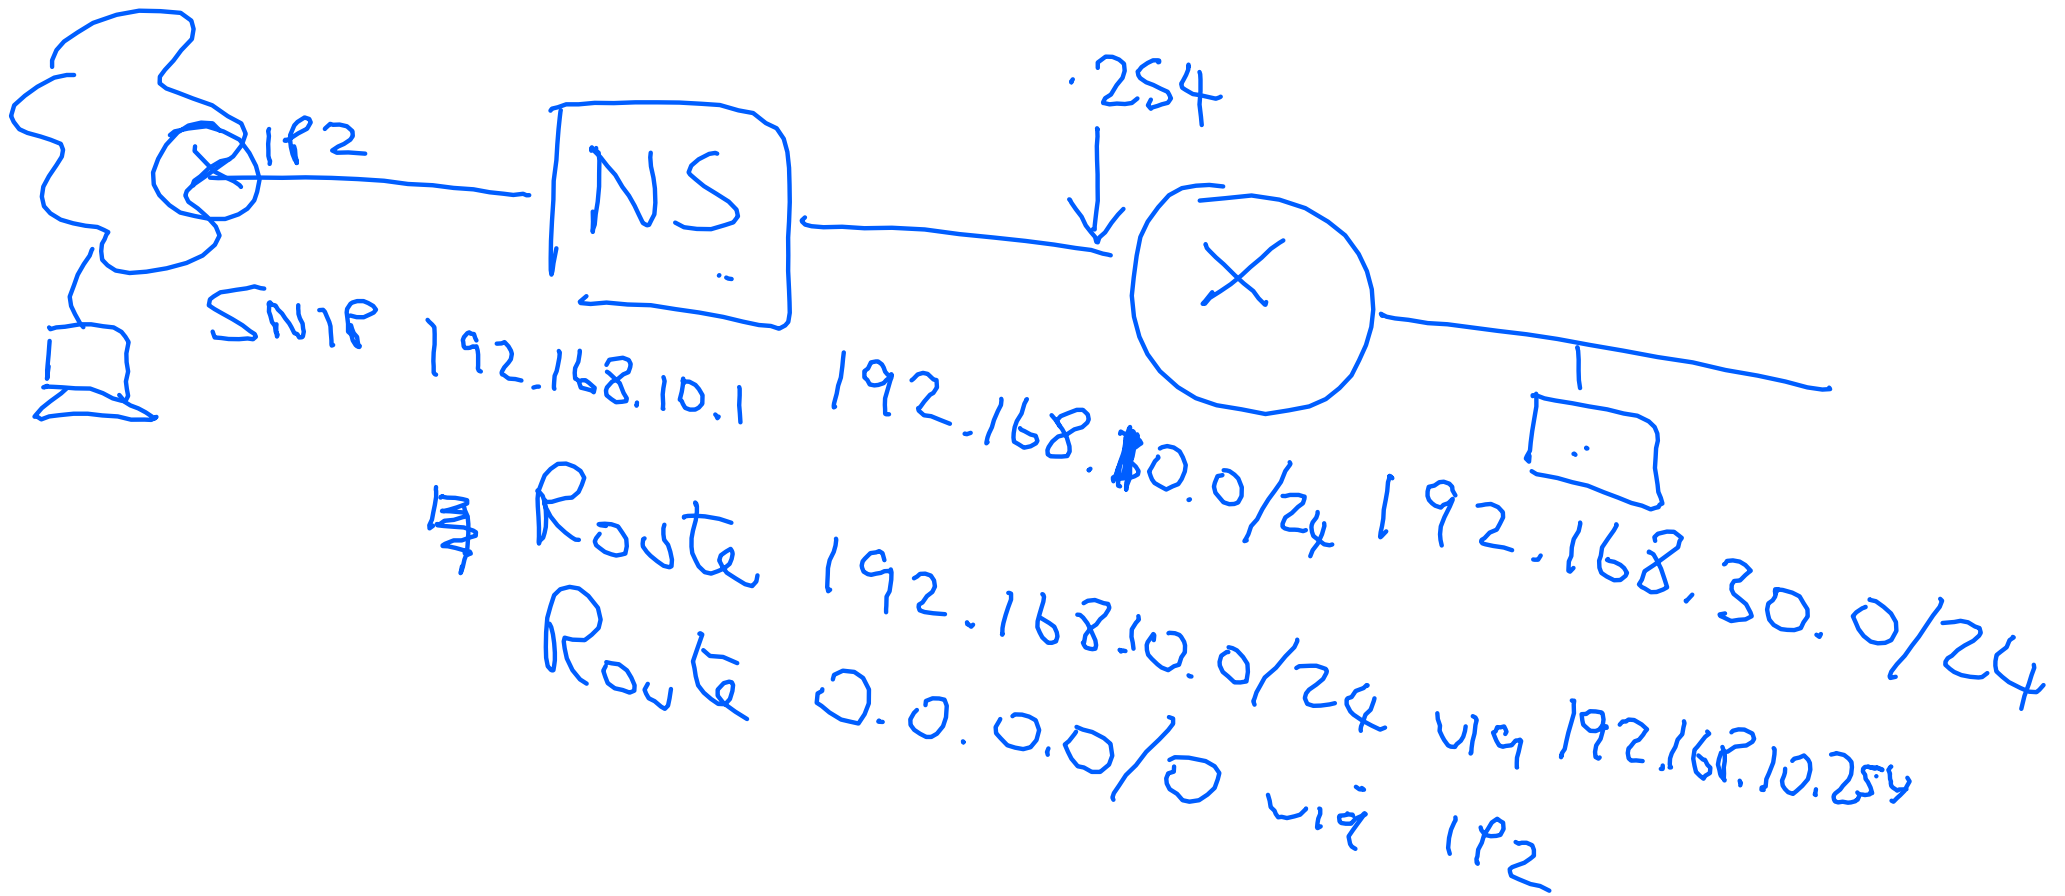 .254
IP2
NS
SNIP 192.168.10.1
192.168.10.0/24
192.168.30.0/24
Route 192.168.10.0/24 via 192.168.10.254
Route 0.0.0.0/0 via IP2